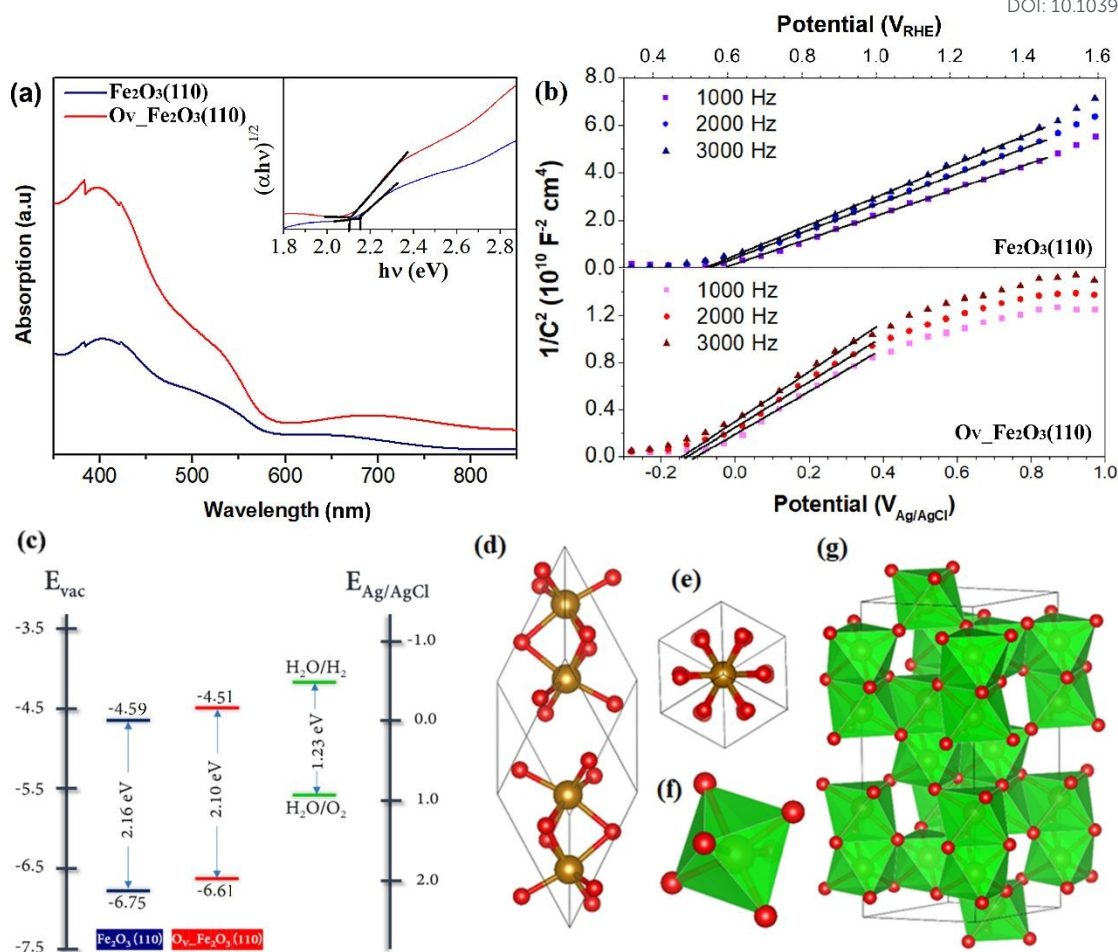 DOI: 10.1039
(a)
Fe₂O₃(110)
Ov_Fe₂O₃(110)
(αhν)^1/2
1.8 2.0 2.2 2.4 2.6 2.8
hν (eV)
Absorption (a.u)
400 500 600 700 800
Wavelength (nm)
Potential (V_RHE)
0.4 0.6 0.8 1.0 1.2 1.4 1.6
(b)
8.0
6.0
4.0
2.0
0.0
1000 Hz
2000 Hz
3000 Hz
Fe₂O₃(110)
1/C² (10¹⁰ F⁻² cm⁴)
1.2
0.8
0.4
0.0
1000 Hz
2000 Hz
3000 Hz
Ov_Fe₂O₃(110)
-0.2 0.0 0.2 0.4 0.6 0.8 1.0
Potential (V_Ag/AgCl)
(c)
E_vac
-3.5
-4.5
-5.5
-6.5
-7.5
-4.59
2.16 eV
-6.75
Fe₂O₃ (110)
-4.51
2.10 eV
-6.61
Ov_Fe₂O₃ (110)
H₂O/H₂
1.23 eV
H₂O/O₂
E_Ag/AgCl
-1.0
0.0
1.0
2.0
(d)
(e)
(f)
(g)